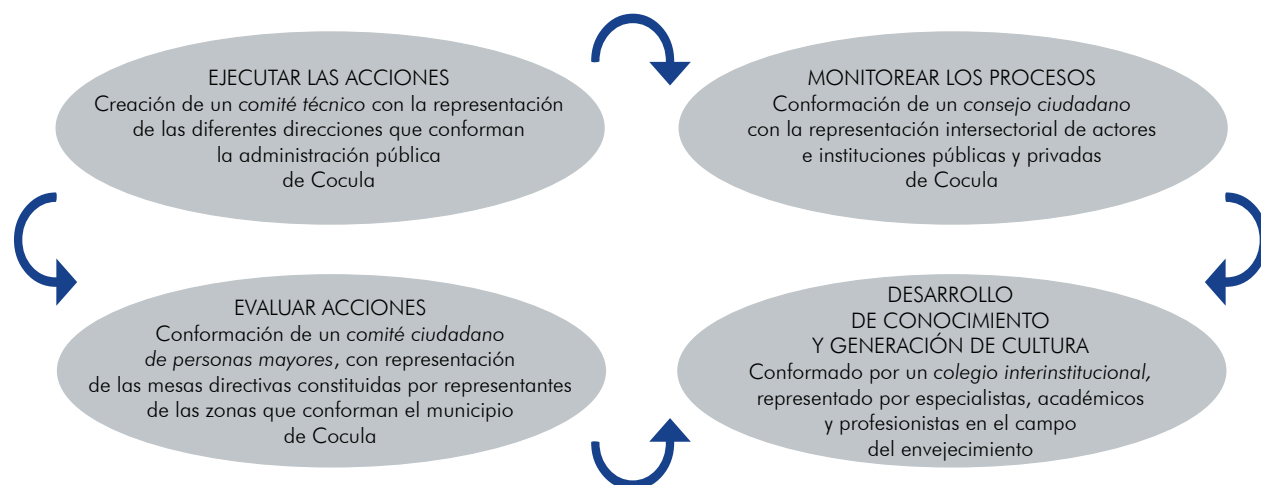 EJECUTAR LAS ACCIONES
Creación de un comité técnico con la representación
de las diferentes direcciones que conforman
la administración pública
de Cocula
MONITOREAR LOS PROCESOS
Conformación de un consejo ciudadano
con la representación intersectorial de actores
e instituciones públicas y privadas
de Cocula
EVALUAR ACCIONES
Conformación de un comité ciudadano
de personas mayores, con representación
de las mesas directivas constituidas por representantes
de las zonas que conforman el municipio
de Cocula
DESARROLLO
DE CONOCIMIENTO
Y GENERACIÓN DE CULTURA
Conformado por un colegio interinstitucional,
representado por especialistas, académicos
y profesionistas en el campo
del envejecimiento